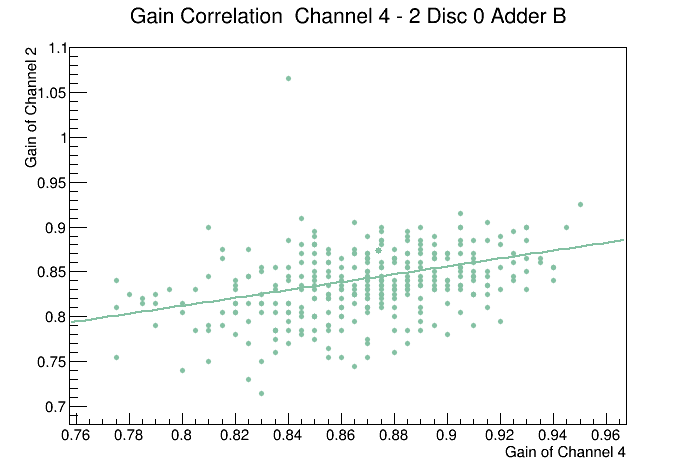 Gain Correlation  Channel 4 - 2 Disc 0 Adder B
Gain of Channel 2
1.1
1.05
1
0.95
0.9
0.85
0.8
0.75
0.7
0.76 0.78 0.8 0.82 0.84 0.86 0.88 0.9 0.92 0.94 0.96
Gain of Channel 4